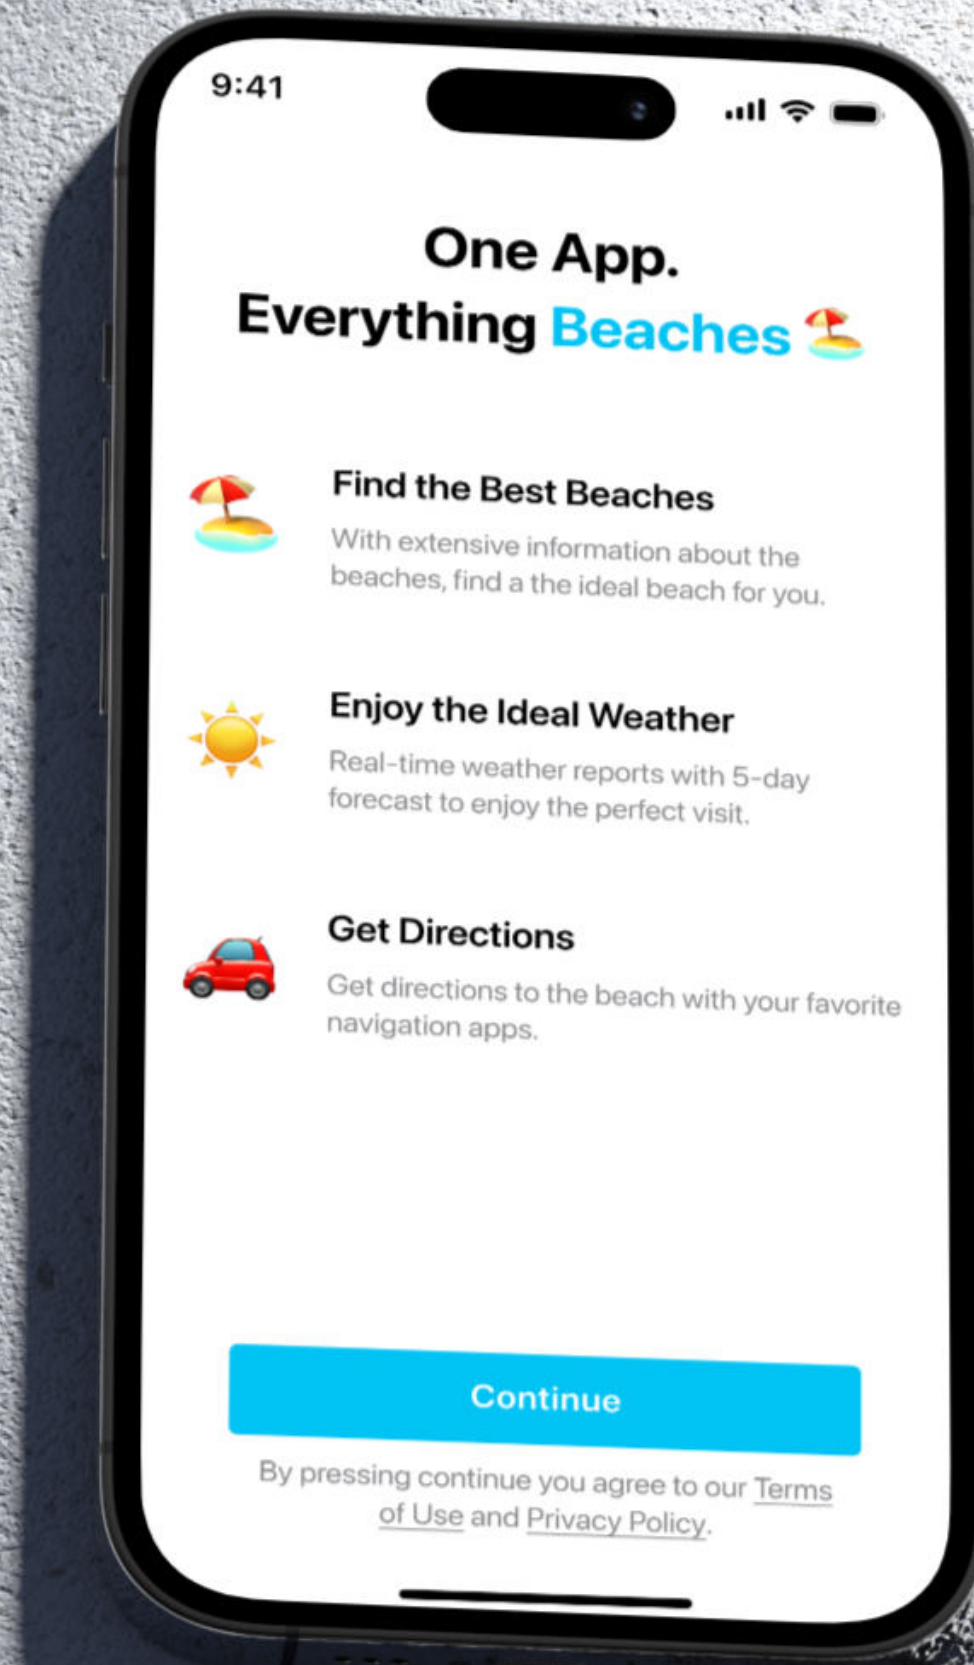 9:41
One App.
Everything Beaches
Find the Best Beaches
With extensive information about the
beaches, find a the ideal beach for you.
Enjoy the Ideal Weather
Real-time weather reports with 5-day
forecast to enjoy the perfect visit.
Get Directions
Get directions to the beach with your favorite
navigation apps.
Continue
By pressing continue you agree to our Terms
of Use and Privacy Policy.